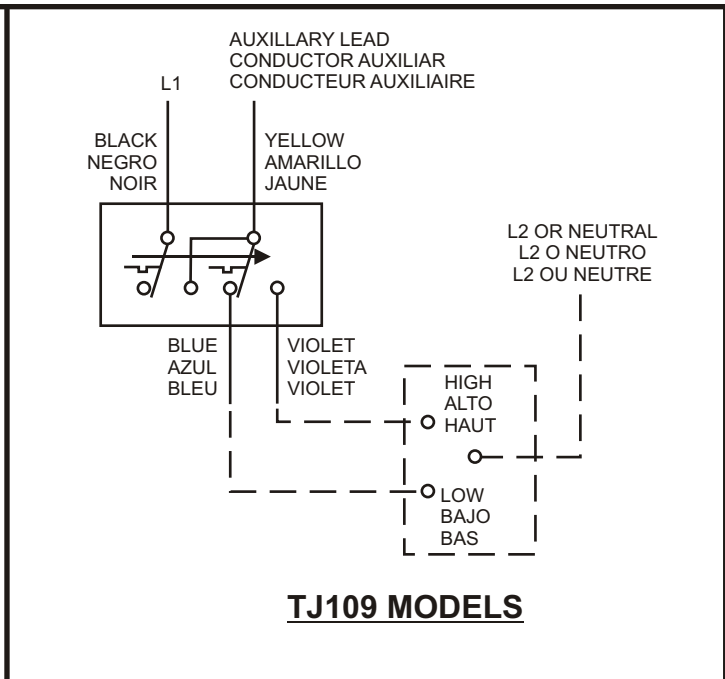 AUXILLARY LEAD
CONDUCTOR AUXILIAR
CONDUCTEUR AUXILIAIRE
L1
BLACK
NEGRO
NOIR
YELLOW
AMARILLO
JAUNE
L2 OR NEUTRAL
L2 O NEUTRO
L2 OU NEUTRE
BLUE
AZUL
BLEU
VIOLET
VIOLETA
VIOLET
HIGH
ALTO
HAUT
LOW
BAJO
BAS
TJ109 MODELS